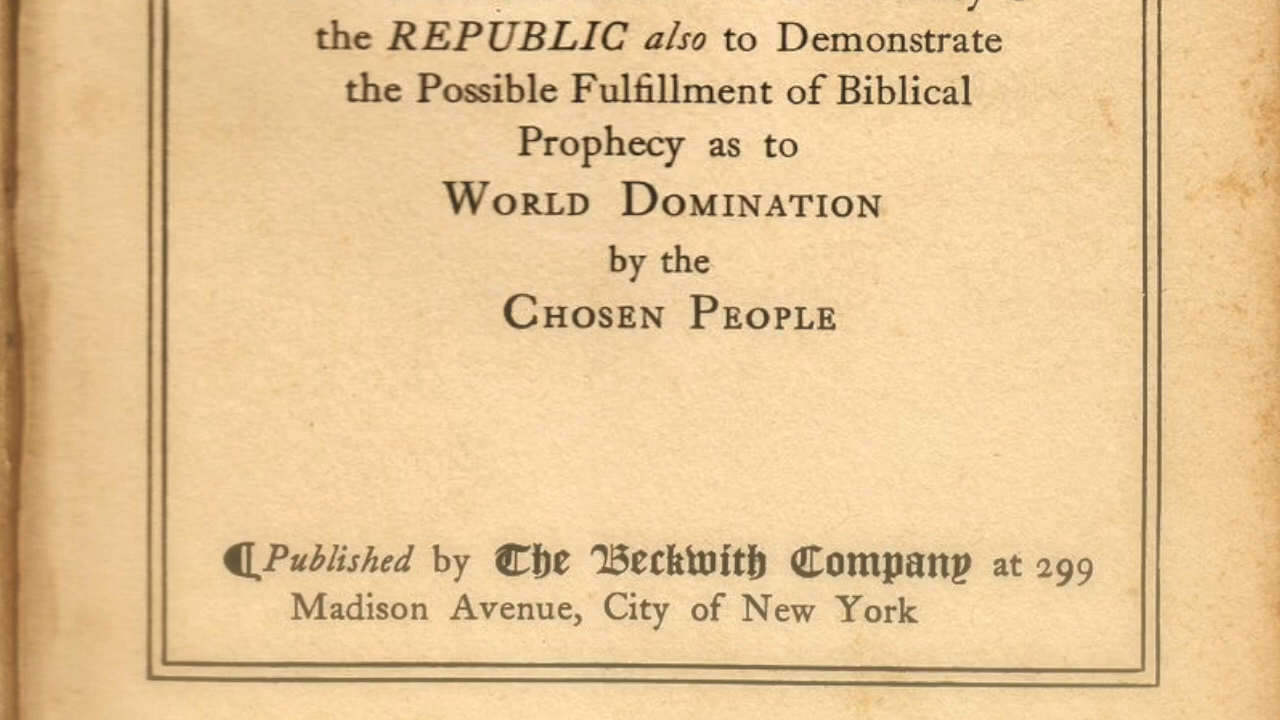 the REPUBLIC also to Demonstrate
the Possible Fulfillment of Biblical
Prophecy as to
WORLD DOMINATION
by the
CHOSEN PEOPLE
¶ Published by The Beckwith Company at 299
Madison Avenue, City of New York